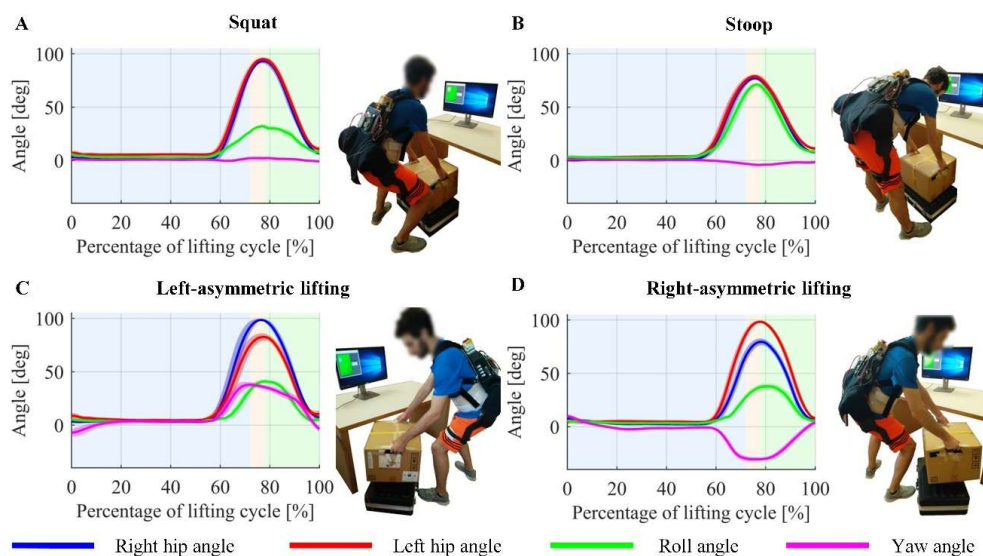 A Squat
B Stoop
100
50
0
Angle [deg]
0 20 40 60 80 100
Percentage of lifting cycle [%]
100
50
0
Angle [deg]
0 20 40 60 80 100
Percentage of lifting cycle [%]
C Left-asymmetric lifting
D Right-asymmetric lifting
100
50
0
Angle [deg]
0 20 40 60 80 100
Percentage of lifting cycle [%]
100
50
0
Angle [deg]
0 20 40 60 80 100
Percentage of lifting cycle [%]
Right hip angle Left hip angle Roll angle Yaw angle